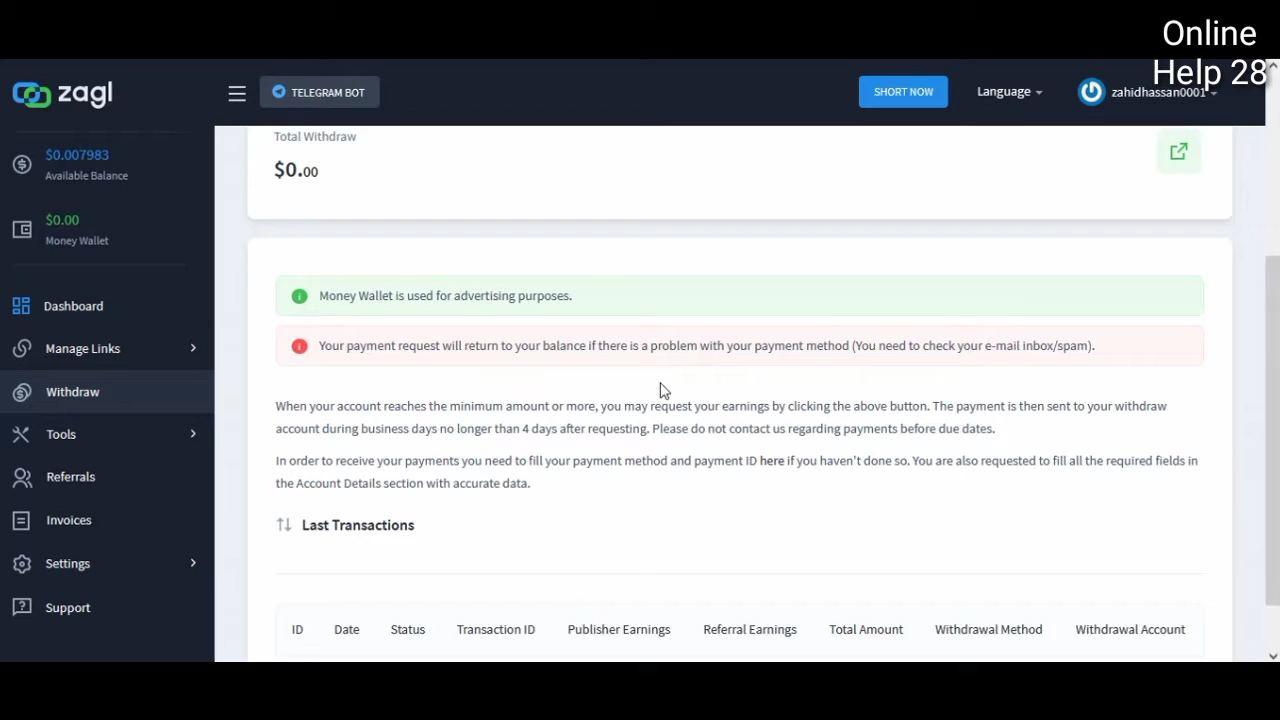 Online
Help 28
zagl
TELEGRAM BOT
SHORT NOW
Language
zahidhassan0001
$0.007983
Available Balance
$0.00
Money Wallet
Dashboard
Manage Links
Withdraw
Tools
Referrals
Invoices
Settings
Support
Total Withdraw
$0.00
Money Wallet is used for advertising purposes.
Your payment request will return to your balance if there is a problem with your payment method (You need to check your e-mail inbox/spam).
When your account reaches the minimum amount or more, you may request your earnings by clicking the above button. The payment is then sent to your withdraw
account during business days no longer than 4 days after requesting. Please do not contact us regarding payments before due dates.
In order to receive your payments you need to fill your payment method and payment ID here if you haven't done so. You are also requested to fill all the required fields in
the Account Details section with accurate data.
Last Transactions
ID Date Status Transaction ID Publisher Earnings Referral Earnings Total Amount Withdrawal Method Withdrawal Account